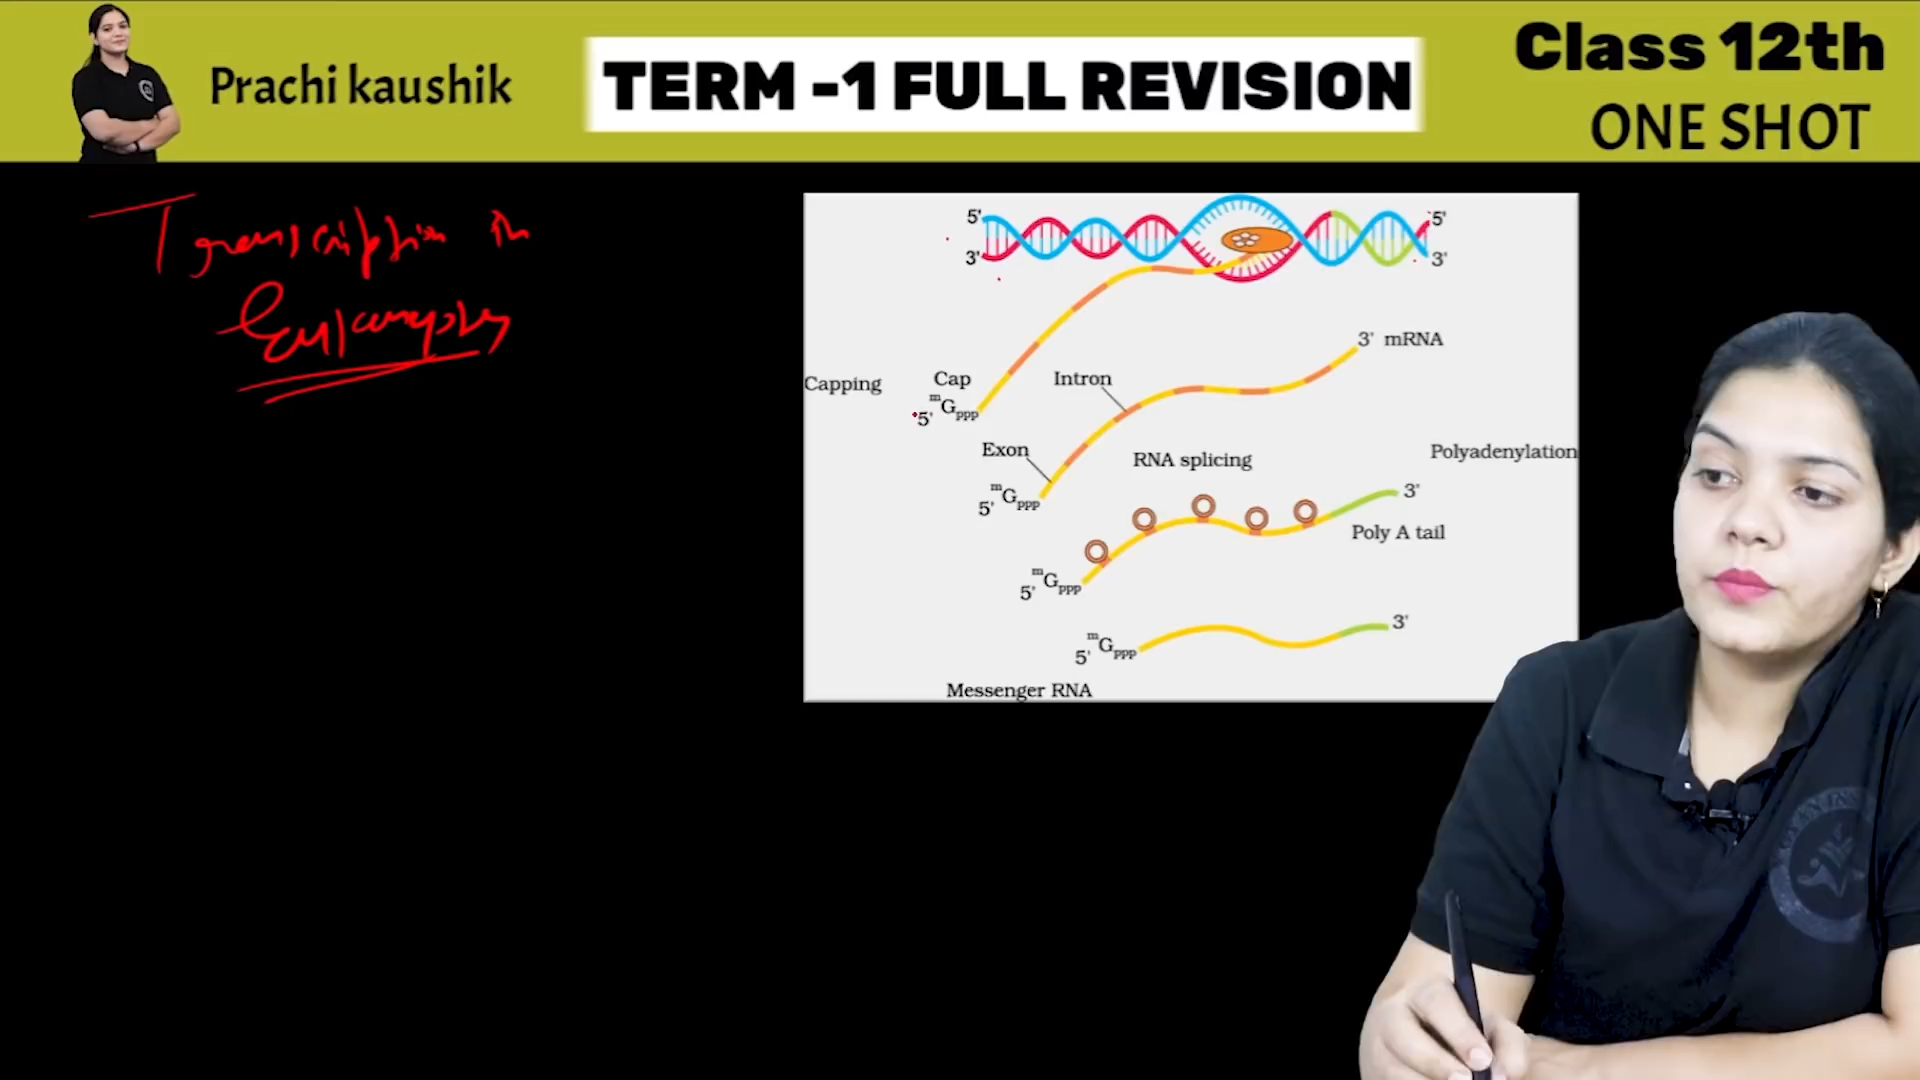 Prachi kaushik
TERM -1 FULL REVISION
Class 12th
ONE SHOT
Transcription in
Eukaryotes
5'
5'
3'
3'
3' mRNA
Capping
Cap
Intron
5' mGppp
Exon
RNA splicing
Polyadenylation
5' mGppp
3'
Poly A tail
5' mGppp
3'
5' mGppp
Messenger RNA